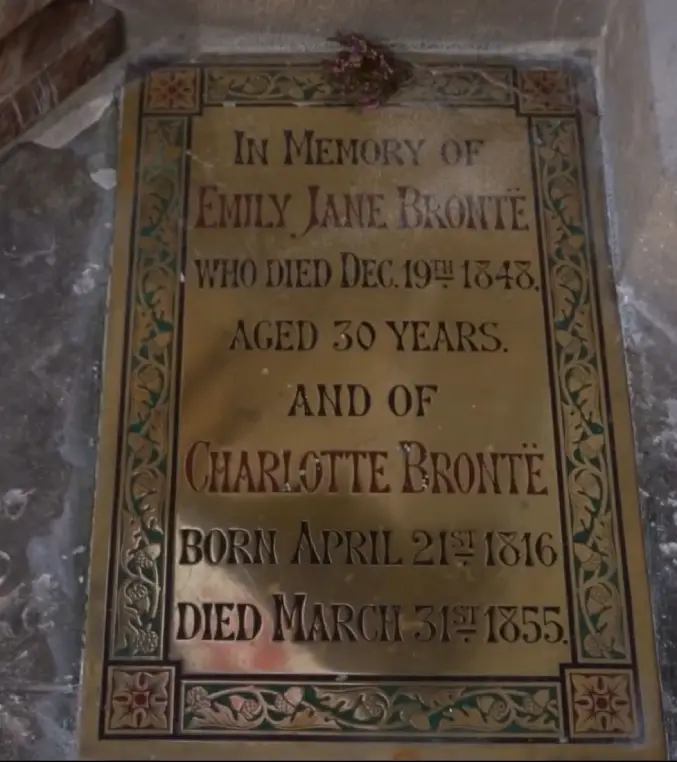 In Memory of
Emily Jane Brontë
who died Dec. 19th 1848.
aged 30 years.
and of
Charlotte Brontë
born April 21st 1816
died March 31st 1855.